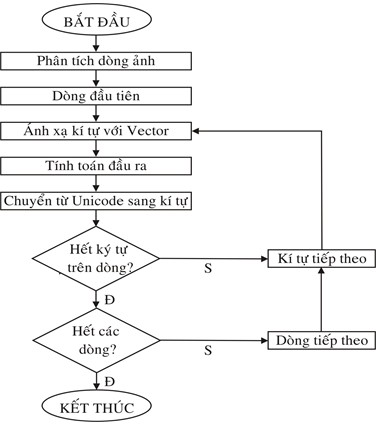 BẮT ĐẦU
Phân tích dòng ảnh
Dòng đầu tiên
Ánh xạ kí tự với Vector
Tính toán đầu ra
Chuyển từ Unicode sang kí tự
Hết ký tự
trên dòng?
S
Kí tự tiếp theo
Đ
Hết các
dòng?
S
Dòng tiếp theo
Đ
KẾT THÚC